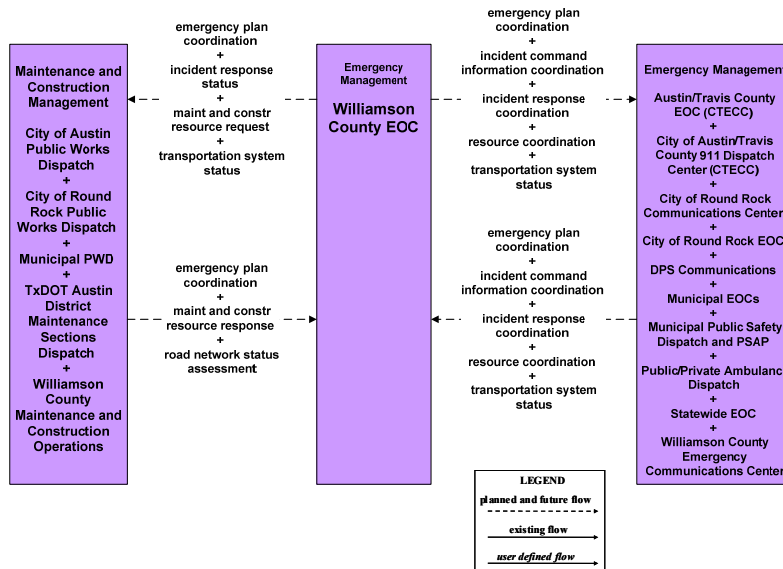 Maintenance and
Construction
Management
City of Austin
Public Works
Dispatch
+
City of Round
Rock Public
Works Dispatch
+
Municipal PWD
+
TxDOT Austin
District
Maintenance
Sections
Dispatch
+
Williamson
County
Maintenance and
Construction
Operations
emergency plan
coordination
+
incident response
status
+
maint and constr
resource request
+
transportation system
status
emergency plan
coordination
+
maint and constr
resource response
+
road network status
assessment
Emergency
Management
Williamson
County EOC
emergency plan
coordination
+
incident command
information coordination
+
incident response
coordination
+
resource coordination
+
transportation system
status
emergency plan
coordination
+
incident command
information coordination
+
incident response
coordination
+
resource coordination
+
transportation system
status
Emergency Management
Austin/Travis County
EOC (CTECC)
+
City of Austin/Travis
County 911 Dispatch
Center (CTECC)
+
City of Round Rock
Communications Center
+
City of Round Rock EOC
+
DPS Communications
+
Municipal EOCs
+
Municipal Public Safety
Dispatch and PSAP
+
Public/Private Ambulanc
Dispatch
+
Statewide EOC
+
Williamson County
Emergency
Communications Center
LEGEND
planned and future flow
existing flow
user defined flow